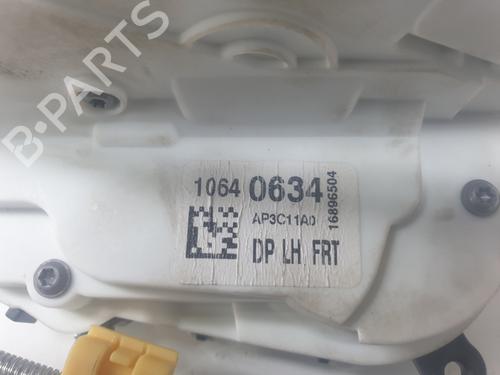 B-PARTS
1064 0634
AP3C11A0
DP LH FRT
16896504